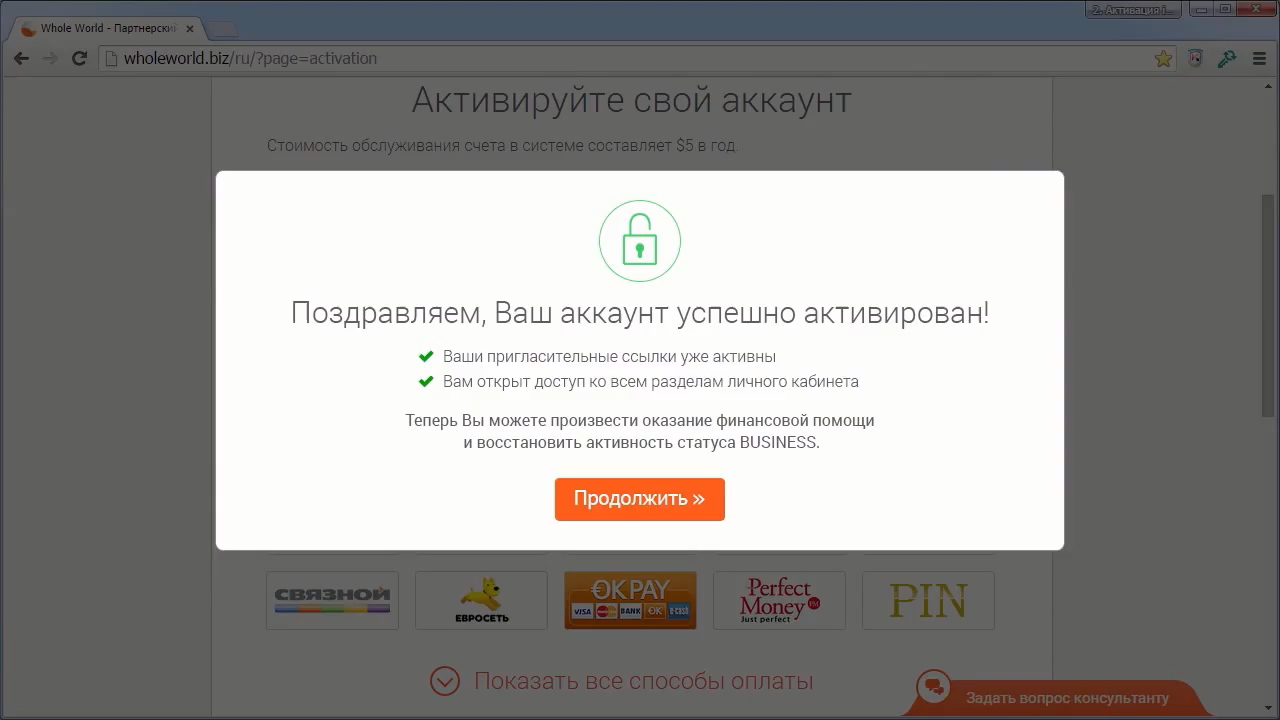 2. Активация i...
Whole World - Партнерский
wholeworld.biz/ru/?page=activation
Активируйте свой аккаунт
Стоимость обслуживания счета в системе составляет $5 в год.
Поздравляем, Ваш аккаунт успешно активирован!
Ваши пригласительные ссылки уже активны
Вам открыт доступ ко всем разделам личного кабинета
Теперь Вы можете произвести оказание финансовой помощи
и восстановить активность статуса BUSINESS.
Продолжить »
СВЯЗНОЙ
ЕВРОСЕТЬ
OKPAY
VISA
BANK
OK
Perfect
Money PM
Just perfect
PIN
Показать все способы оплаты
Задать вопрос консультанту